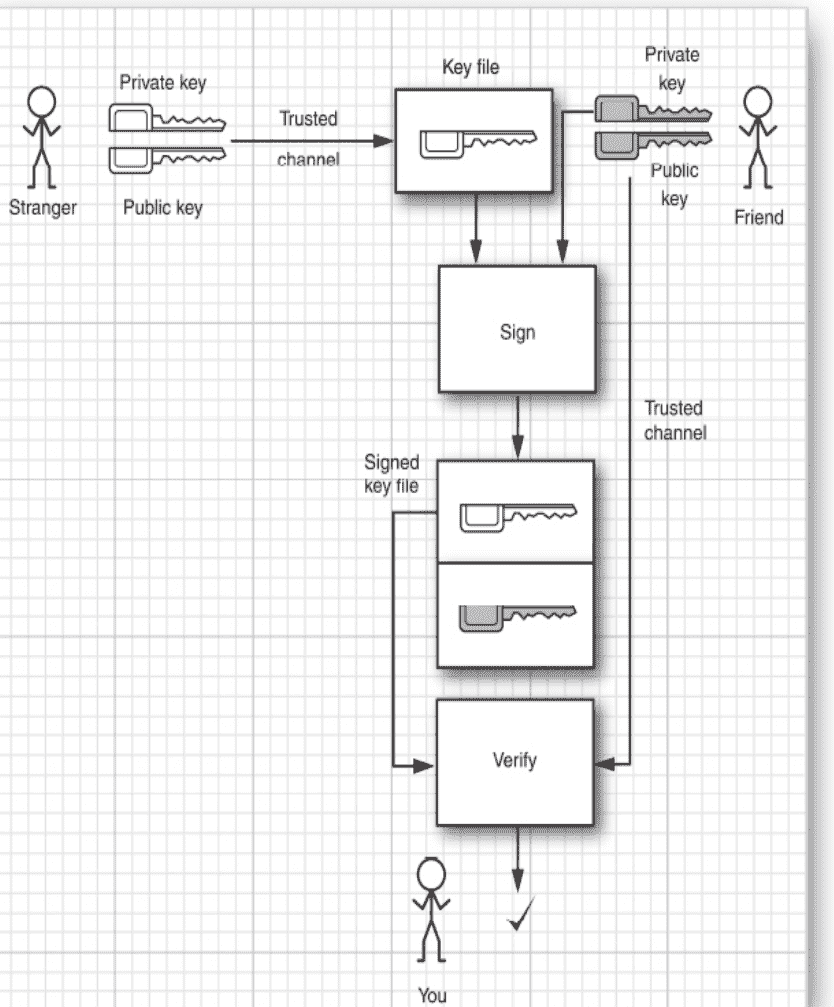 Private key
Trusted
channel
Stranger
Public key
Key file
Private
key
Public
key
Friend
Sign
Trusted
channel
Signed
key file
Verify
You